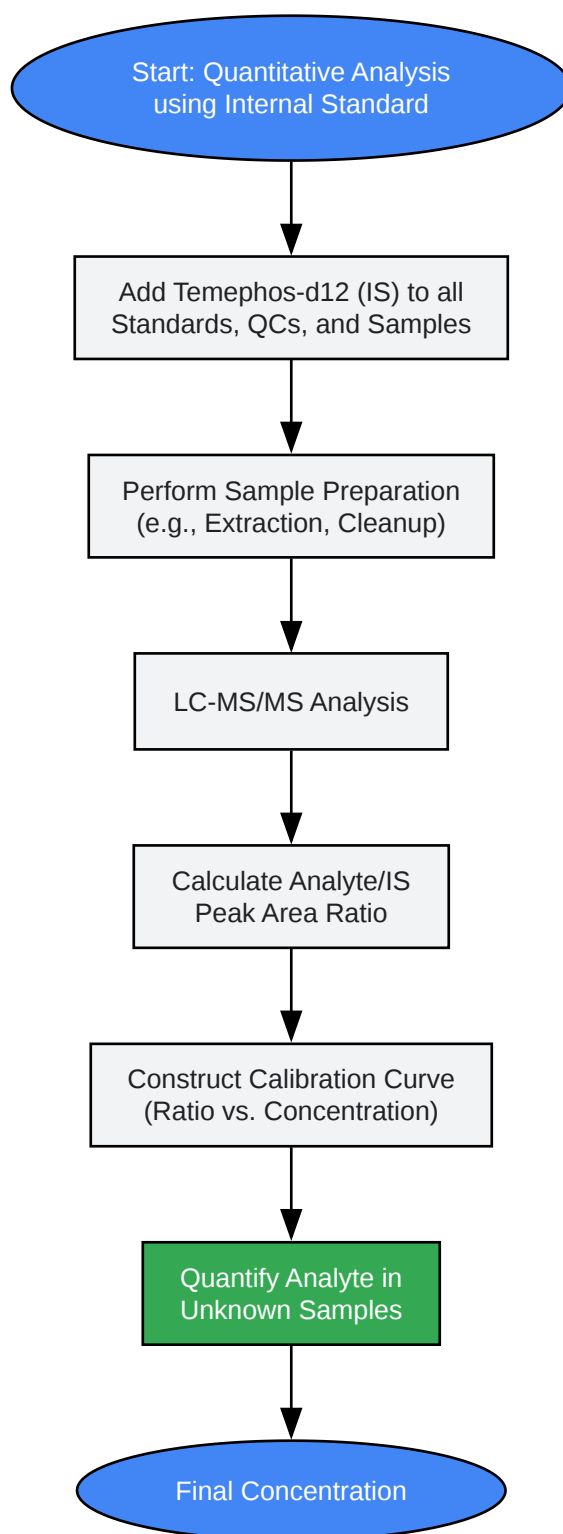 Start: Quantitative Analysis
using Internal Standard
Add Temephos-d12 (IS) to all
Standards, QCs, and Samples
Perform Sample Preparation
(e.g., Extraction, Cleanup)
LC-MS/MS Analysis
Calculate Analyte/IS
Peak Area Ratio
Construct Calibration Curve
(Ratio vs. Concentration)
Quantify Analyte in
Unknown Samples
Final Concentration